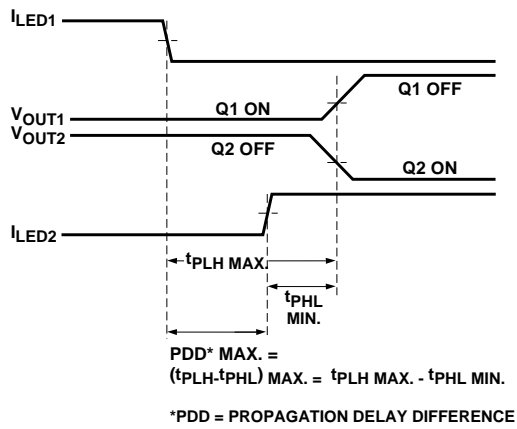 ILED1
Q1 ON
Q1 OFF
VOUT1
VOUT2
Q2 OFF
Q2 ON
ILED2
tPLH MAX.
tPHL
MIN.
PDD* MAX. =
(tPLH-tPHL) MAX. = tPLH MAX. - tPHL MIN.
*PDD = PROPAGATION DELAY DIFFERENCE